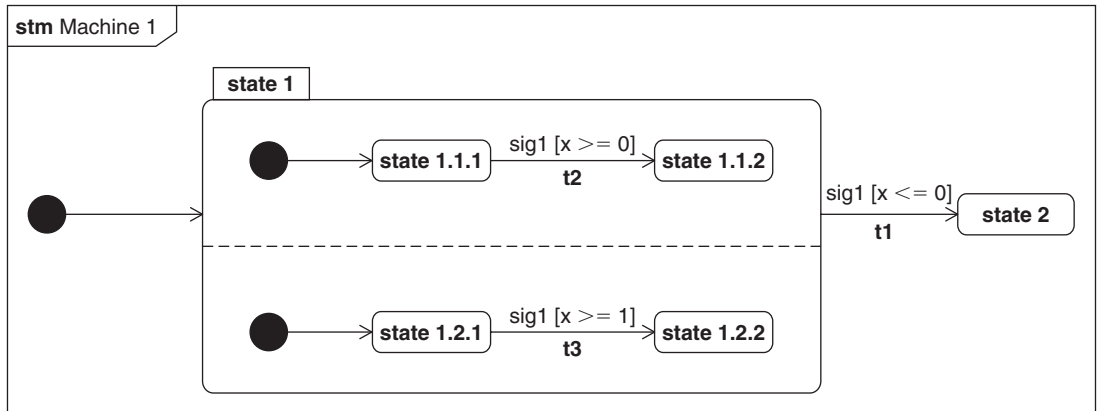 stm Machine 1
state 1
state 1.1.1
sig1 [x >= 0]
t2
state 1.1.2
sig1 [x <= 0]
t1
state 2
state 1.2.1
sig1 [x >= 1]
t3
state 1.2.2